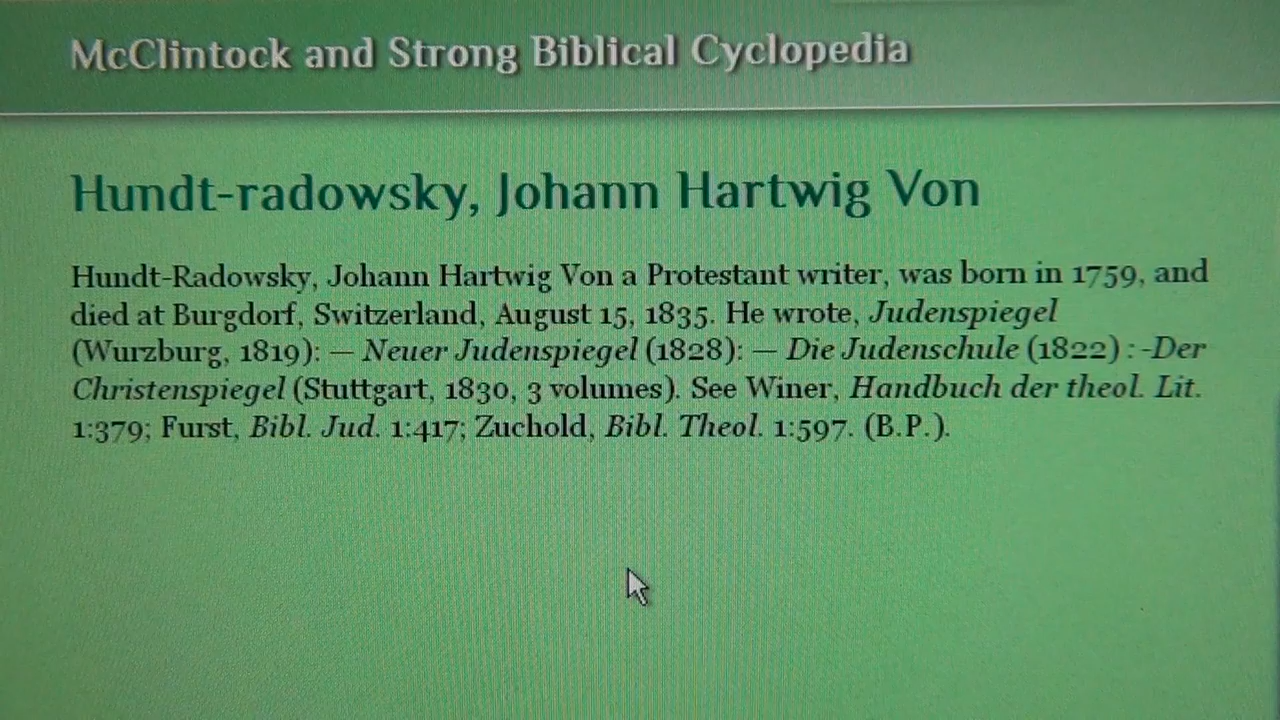 McClintock and Strong Biblical Cyclopedia
Hundt-radowsky, Johann Hartwig Von
Hundt-Radowsky, Johann Hartwig Von a Protestant writer, was born in 1759, and
died at Burgdorf, Switzerland, August 15, 1835. He wrote, Judenspiegel
(Wurzburg, 1819): — Neuer Judenspiegel (1828): — Die Judenschule (1822) : -Der
Christenspiegel (Stuttgart, 1830, 3 volumes). See Winer, Handbuch der theol. Lit.
1:379; Furst, Bibl. Jud. 1:417; Zuchold, Bibl. Theol. 1:597. (B.P.).